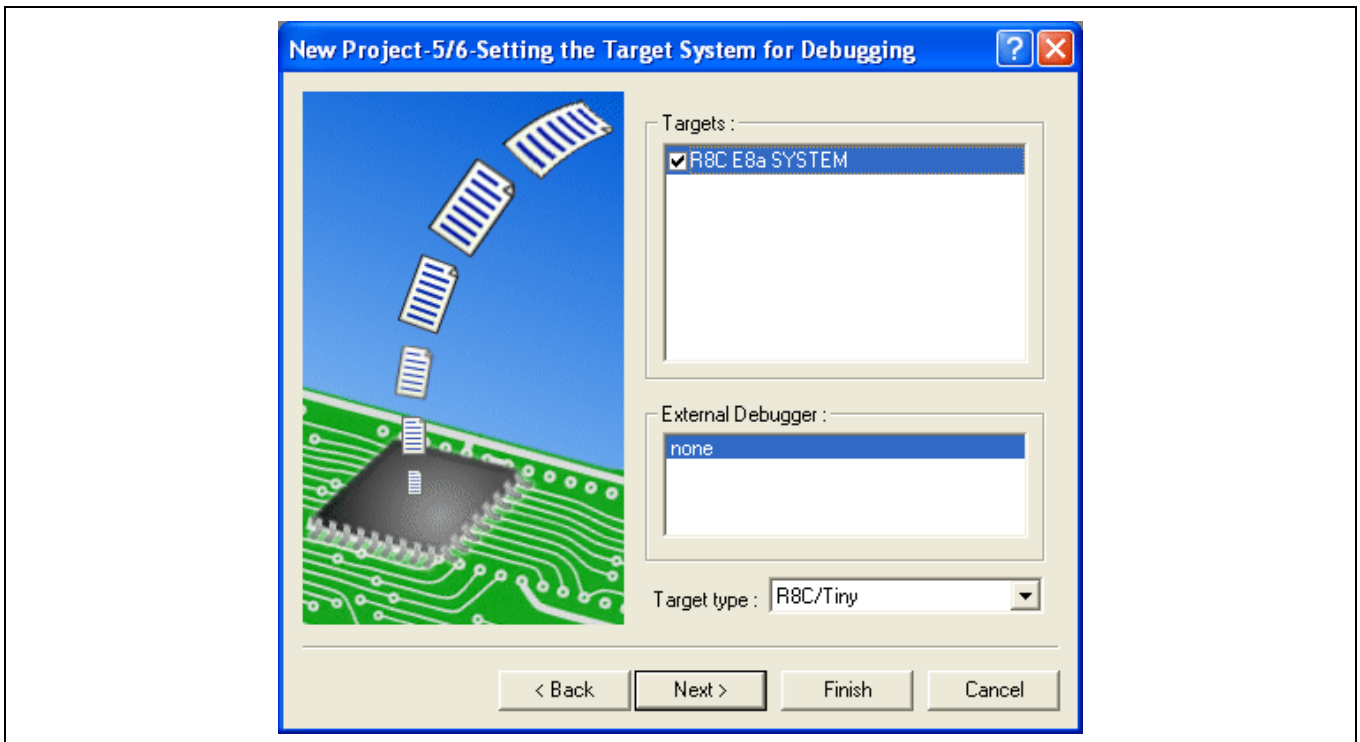 New Project-5/6-Setting the Target System for Debugging
Targets :
R8C E8a SYSTEM
External Debugger :
none
Target type : R8C/Tiny
< Back Next > Finish Cancel